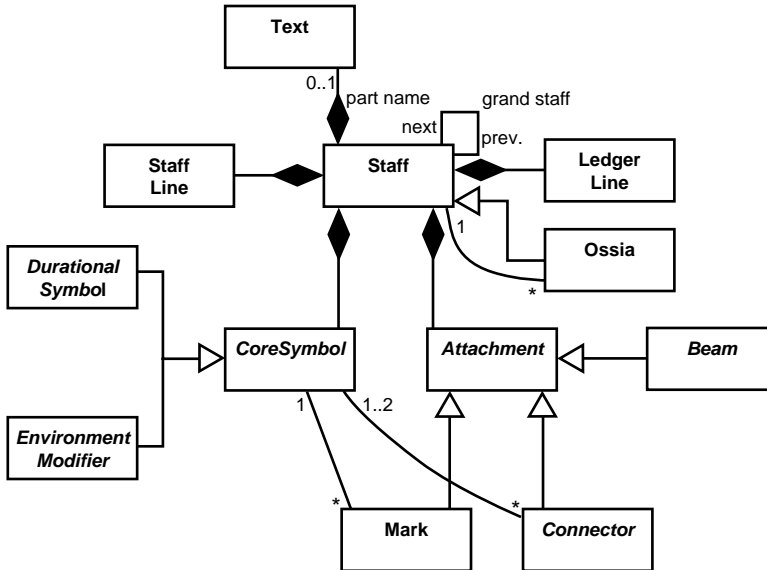 Text
0..1
part name
grand staff
next
prev.
Staff
Line
Staff
Ledger
Line
1
Ossia
*
Durational
Symbol
CoreSymbol
Attachment
Beam
1
1..2
Environment
Modifier
*
*
Mark
Connector